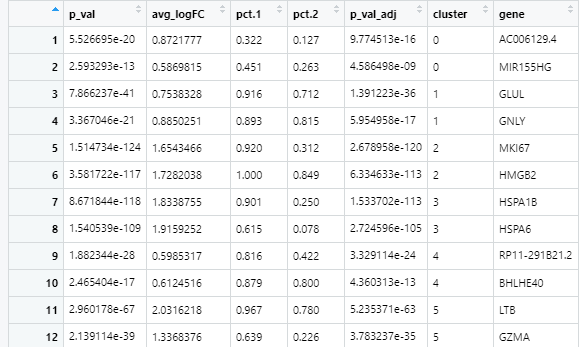 p_val avg_logFC pct.1 pct.2 p_val_adj cluster gene
1 5.526695e-20 0.8721777 0.322 0.127 9.774513e-16 0 AC006129.4
2 2.593293e-13 0.5869815 0.451 0.263 4.586498e-09 0 MIR155HG
3 7.866237e-41 0.7538328 0.916 0.712 1.391223e-36 1 GLUL
4 3.367046e-21 0.8850251 0.893 0.815 5.954958e-17 1 GNLY
5 1.514734e-124 1.6543466 0.920 0.312 2.678958e-120 2 MKI67
6 3.581722e-117 1.7282038 1.000 0.849 6.334633e-113 2 HMGB2
7 8.671844e-118 1.8338755 0.901 0.250 1.533702e-113 3 HSPA1B
8 1.540539e-109 1.9159252 0.615 0.078 2.724596e-105 3 HSPA6
9 1.882344e-28 0.5985317 0.816 0.422 3.329114e-24 4 RP11-291B21.2
10 2.465404e-17 0.6124516 0.879 0.800 4.360313e-13 4 BHLHE40
11 2.960178e-67 2.0316218 0.967 0.780 5.235371e-63 5 LTB
12 2.139114e-39 1.3368376 0.639 0.226 3.783237e-35 5 GZMA